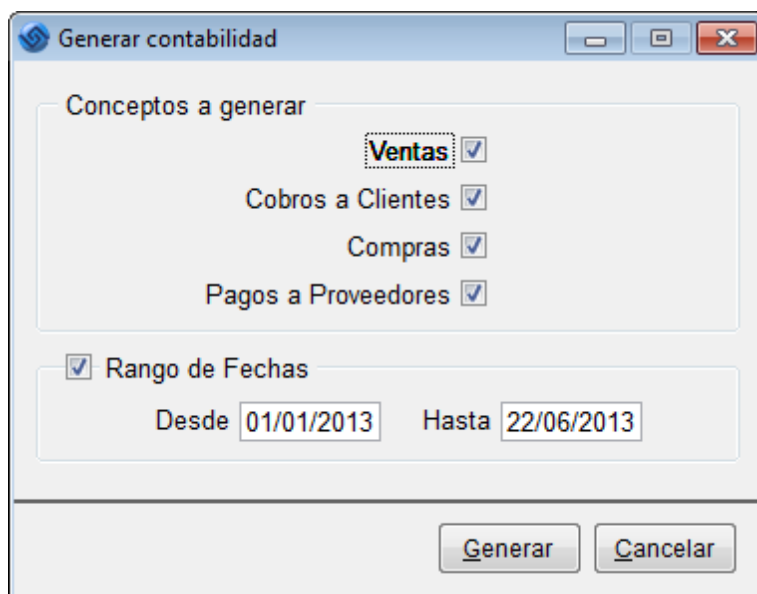 Generar contabilidad
Conceptos a generar
Ventas
Cobros a Clientes
Compras
Pagos a Proveedores
Rango de Fechas
Desde 01/01/2013 Hasta 22/06/2013
Generar Cancelar